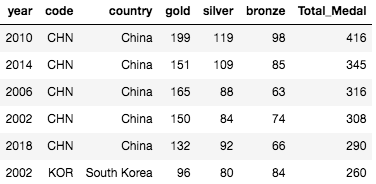 year code country gold silver bronze Total_Medal
2010 CHN China 199 119 98 416
2014 CHN China 151 109 85 345
2006 CHN China 165 88 63 316
2002 CHN China 150 84 74 308
2018 CHN China 132 92 66 290
2002 KOR South Korea 96 80 84 260